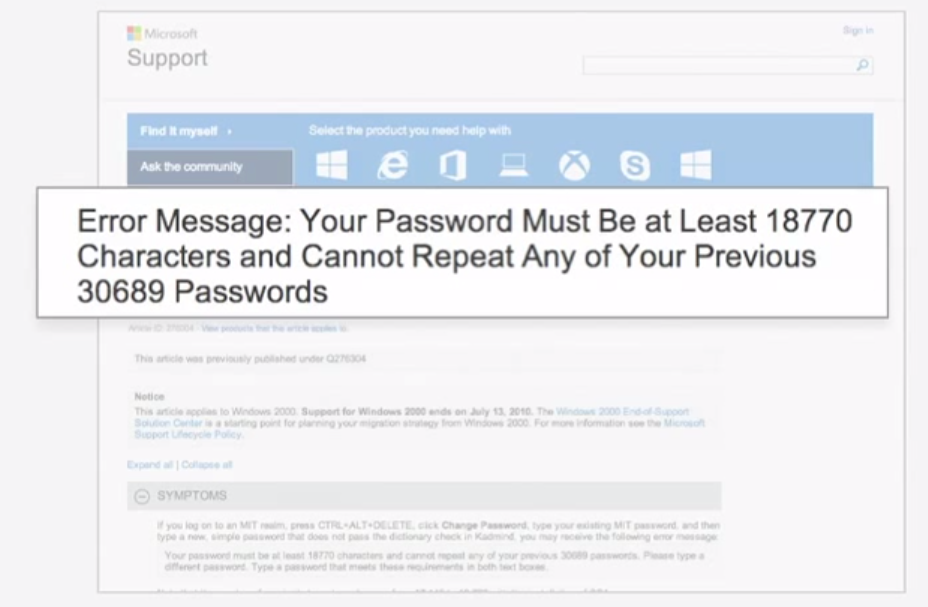 Microsoft
Support
Sign in
Find it myself
Select the product you need help with
Ask the community
Error Message: Your Password Must Be at Least 18770
Characters and Cannot Repeat Any of Your Previous
30689 Passwords
Article ID: 276304 - View products that this article applies to.
This article was previously published under Q276304
Notice
This article applies to Windows 2000. Support for Windows 2000 ends on July 13, 2010. The Windows 2000 End-of-Support
Solution Center is a starting point for planning your migration strategy from Windows 2000. For more information see the Microsoft
Support Lifecycle Policy.
Expand all | Collapse all
SYMPTOMS
If you log on to an MIT realm, press CTRL+ALT+DELETE, click Change Password, type your existing MIT password, and then
type a new, simple password that does not pass the dictionary check in Kadmind, you may receive the following error message:
Your password must be at least 18770 characters and cannot repeat any of your previous 30689 passwords. Please type a
different password. Type a password that meets these requirements in both text boxes.